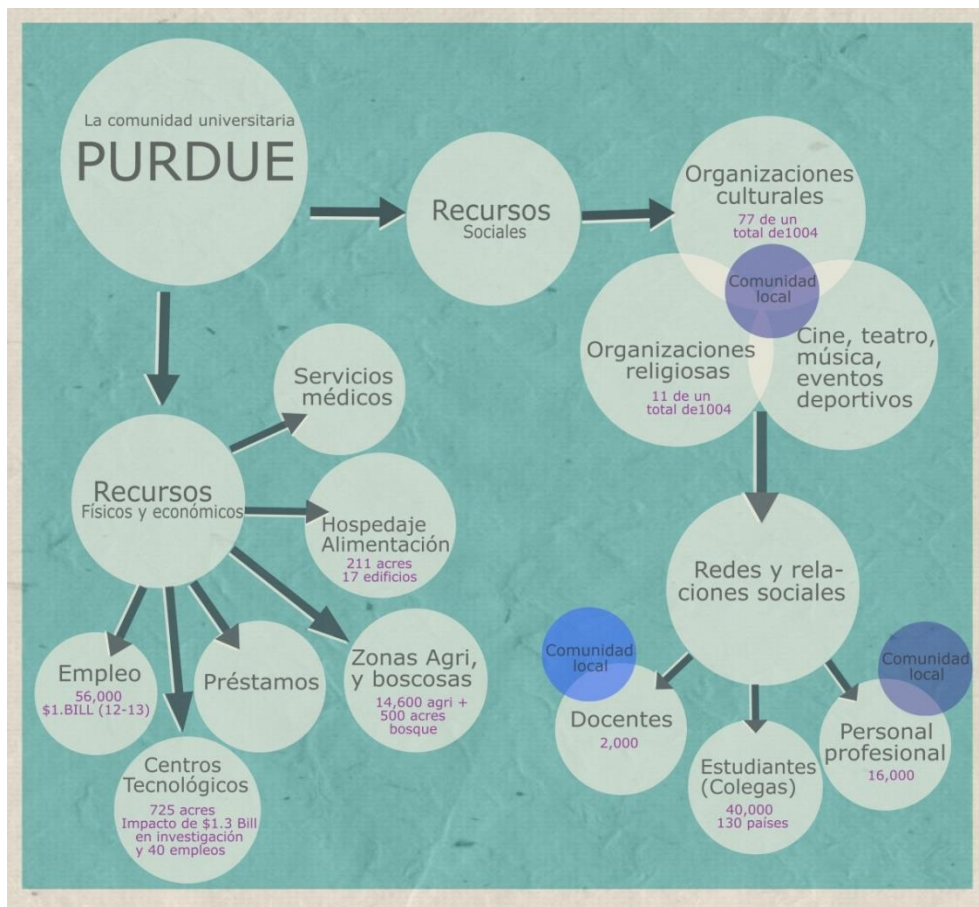 La comunidad universitaria
PURDUE
Recursos
Sociales
Organizaciones
culturales
77 de un
total de1004
Comunidad
local
Organizaciones
religiosas
11 de un
total de1004
Cine, teatro,
música,
eventos
deportivos
Servicios
médicos
Recursos
Físicos y económicos
Hospedaje
Alimentación
211 acres
17 edificios
Empleo
56,000
$1.BILL (12-13)
Préstamos
Zonas Agri,
y boscosas
14,600 agri +
500 acres
bosque
Centros
Tecnológicos
725 acres
Impacto de $1.3 Bill
en investigación
y 40 empleos
Redes y rela-
ciones sociales
Comunidad
local
Docentes
2,000
Estudiantes
(Colegas)
40,000
130 países
Comunidad
local
Personal
profesional
16,000